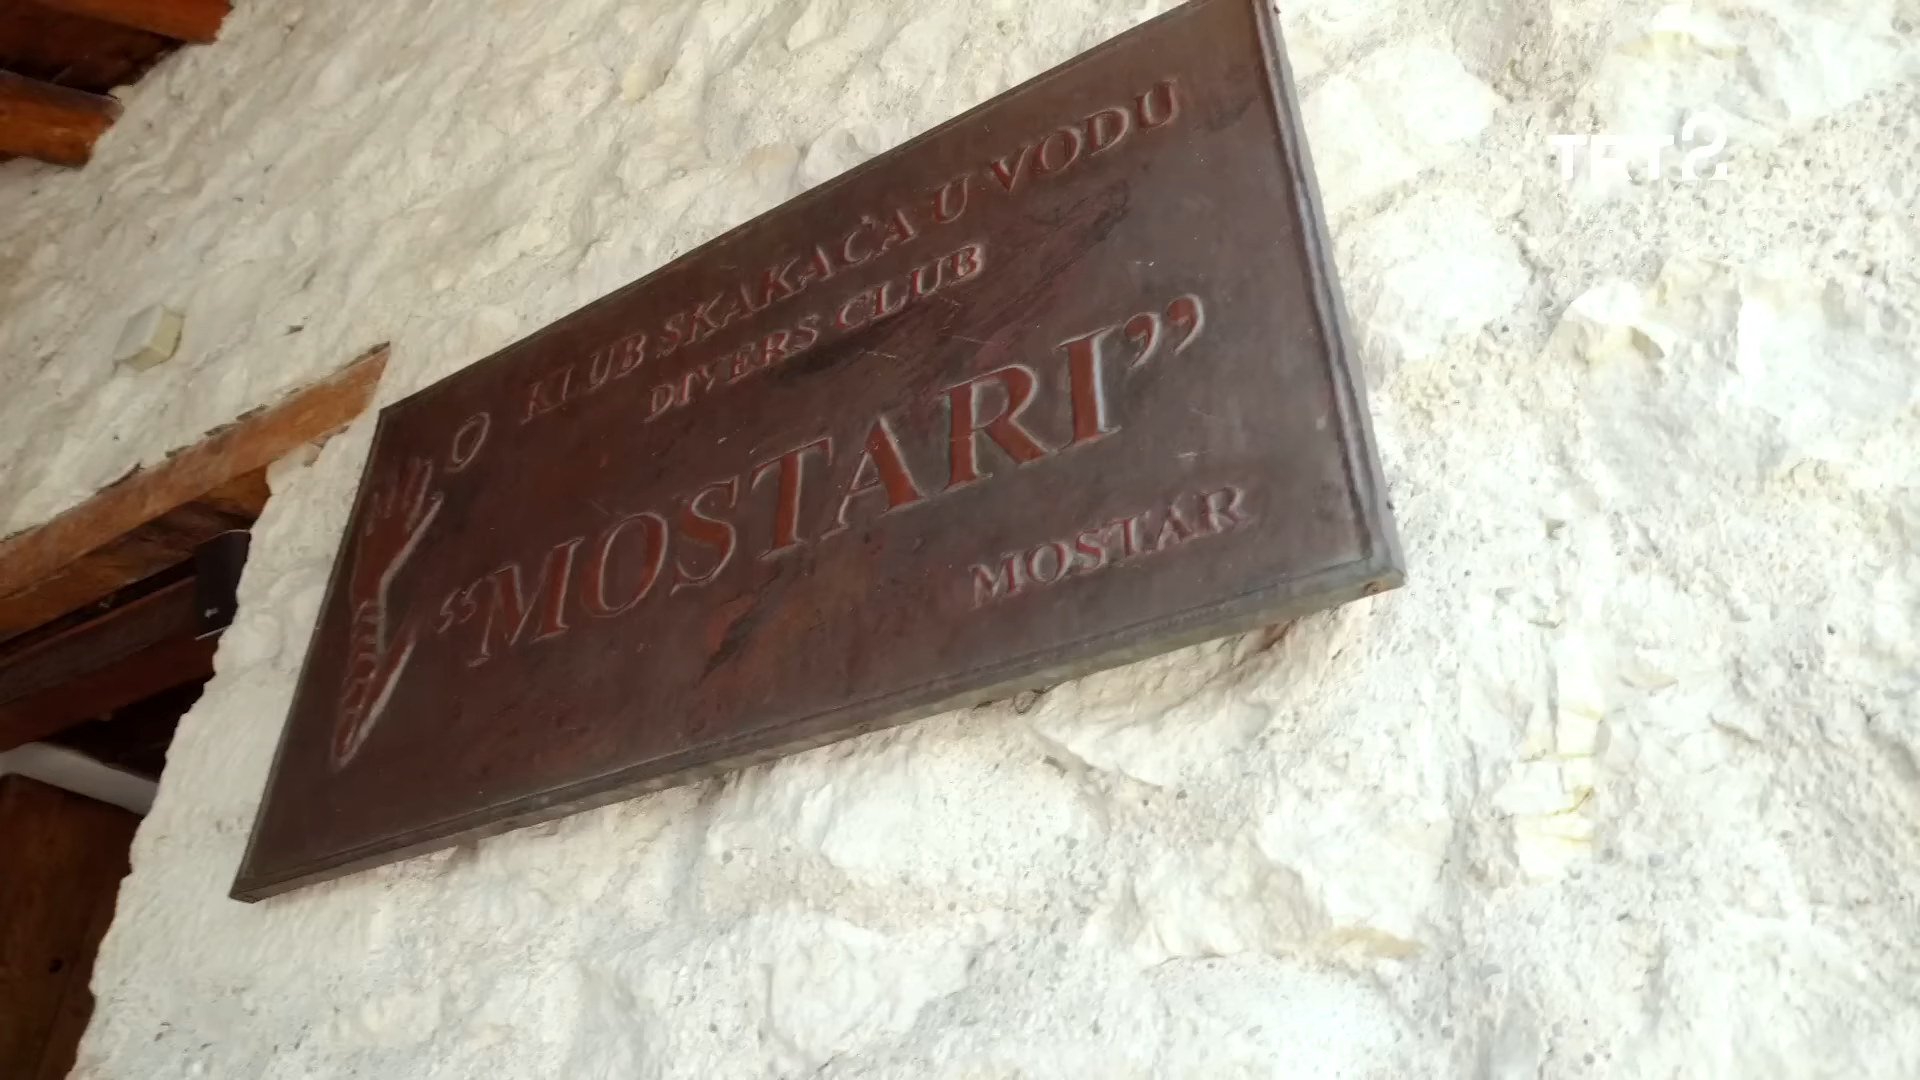 KLUB SKAKAČA U VODU
DIVERS CLUB
“MOSTARI”
MOSTAR
TRT2